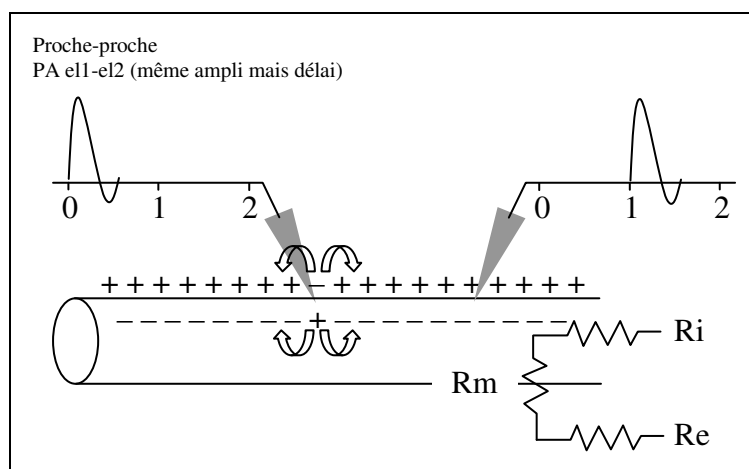 Proche-proche
PA el1-el2 (même ampli mais délai)
0 1 2
0 1 2
+ + + + + + + + + + – + + + + + + + + + + +
– – – – – – – – – – + – – – – – – – – – – – –
Ri
Rm
Re